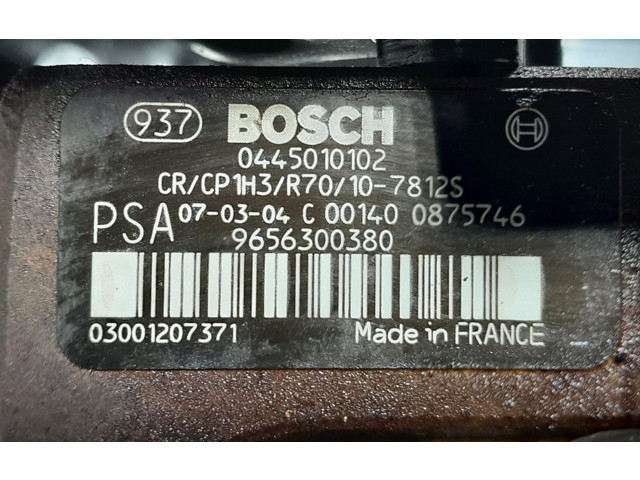 937 BOSCH
0445010102
CR/CP1H3/R70/10-7812S
PSA 07-03-04 C 00140 0875746
9656300380
03001207371 Made in FRANCE